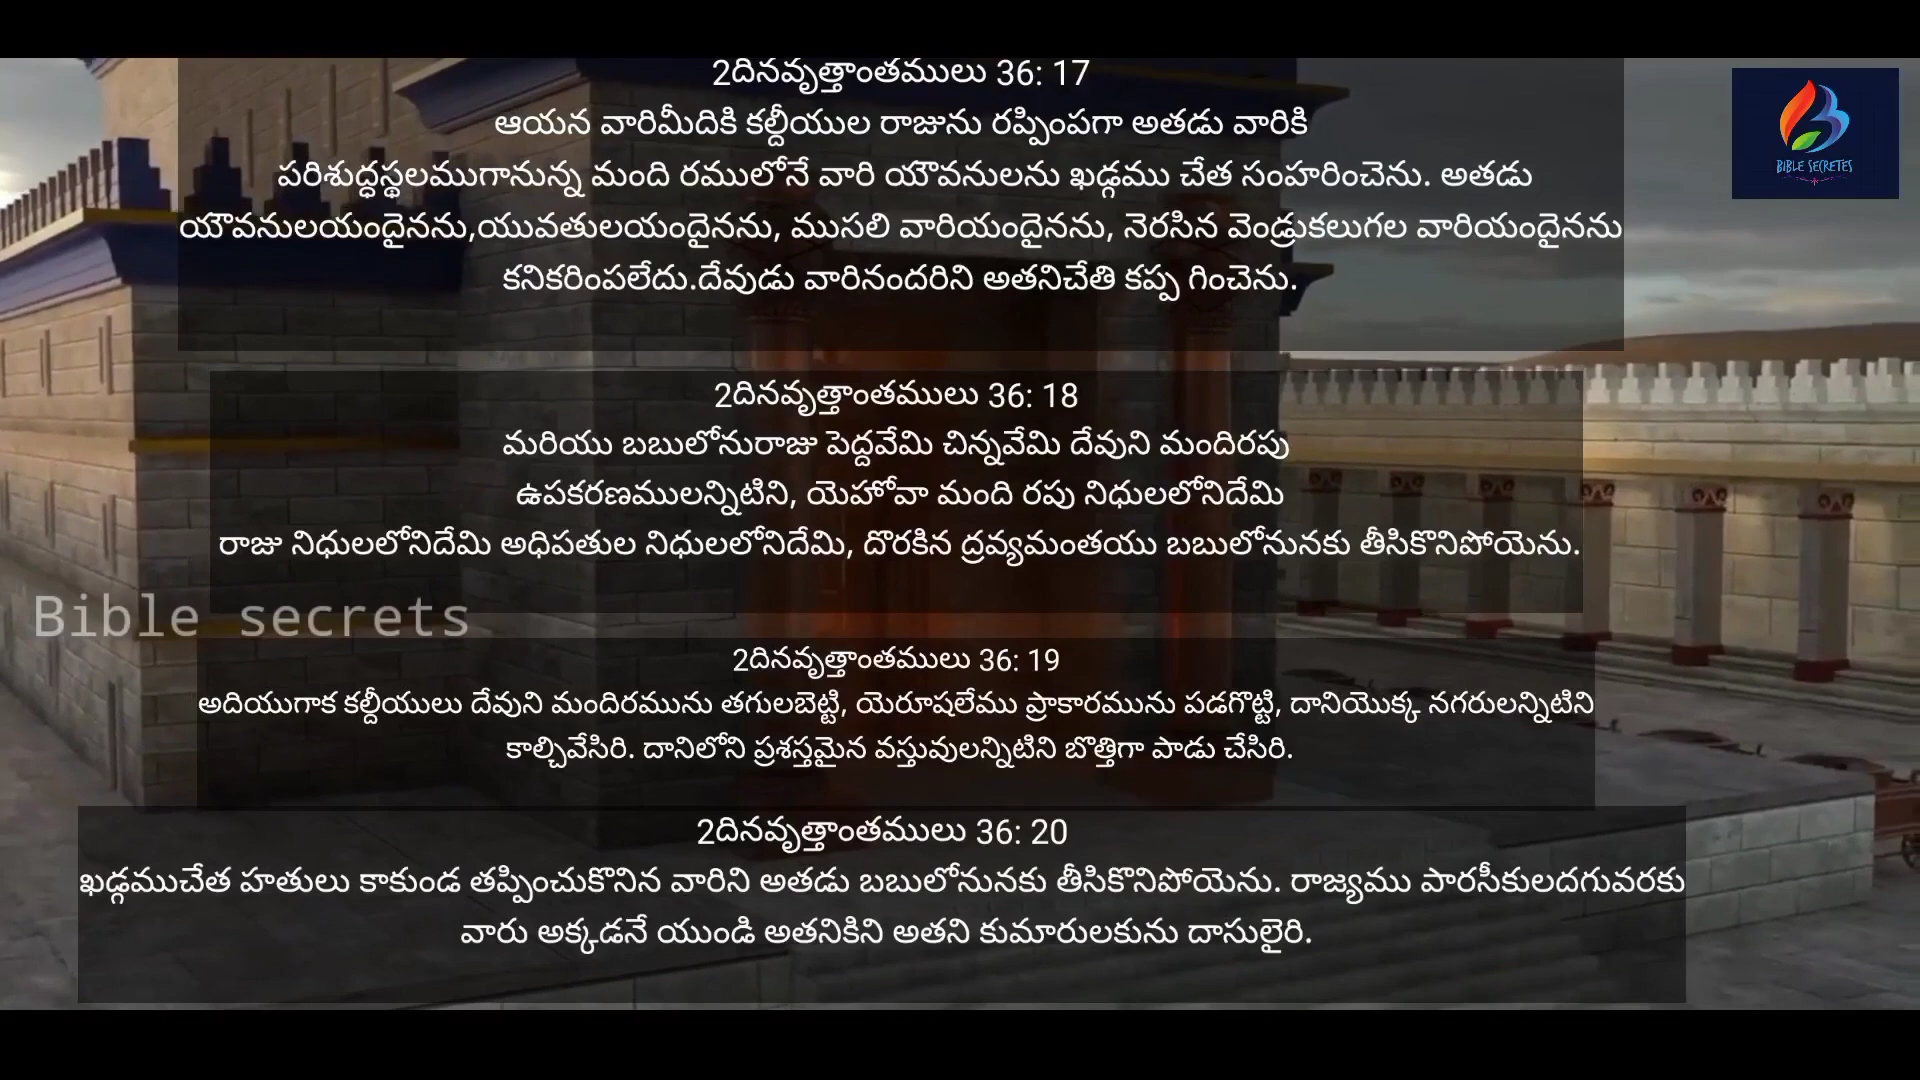 2దినవృత్తాంతములు 36: 17
ఆయన వారిమీదికి కల్దీయుల రాజును రప్పింపగా అతడు వారికి
పరిశుద్ధస్థలముగానున్న మంది రములోనే వారి యౌవనులను ఖడ్గము చేత సంహరించెను. అతడు
యౌవనులయందైనను,యువతులయందైనను, ముసలి వారియందైనను, నెరసిన వెండ్రుకలుగల వారియందైనను
కనికరింపలేదు.దేవుడు వారినందరిని అతనిచేతి కప్ప గించెను.
BIBLE SECRETES
2దినవృత్తాంతములు 36: 18
మరియు బబులోనురాజు పెద్దవేమి చిన్నవేమి దేవుని మందిరపు
ఉపకరణములన్నిటిని, యెహోవా మంది రపు నిధులలోనిదేమి
రాజు నిధులలోనిదేమి అధిపతుల నిధులలోనిదేమి, దొరకిన ద్రవ్యమంతయు బబులోనునకు తీసికొనిపోయెను.
Bible secrets
2దినవృత్తాంతములు 36: 19
అదియుగాక కల్దీయులు దేవుని మందిరమును తగులబెట్టి, యెరూషలేము ప్రాకారమును పడగొట్టి, దానియొక్క నగరులన్నిటిని
కాల్చివేసిరి. దానిలోని ప్రశస్తమైన వస్తువులన్నిటిని బొత్తిగా పాడు చేసిరి.
2దినవృత్తాంతములు 36: 20
ఖడ్గముచేత హతులు కాకుండ తప్పించుకొనిన వారిని అతడు బబులోనునకు తీసికొనిపోయెను. రాజ్యము పారసీకులదగువరకు
వారు అక్కడనే యుండి అతనికిని అతని కుమారులకును దాసులైరి.